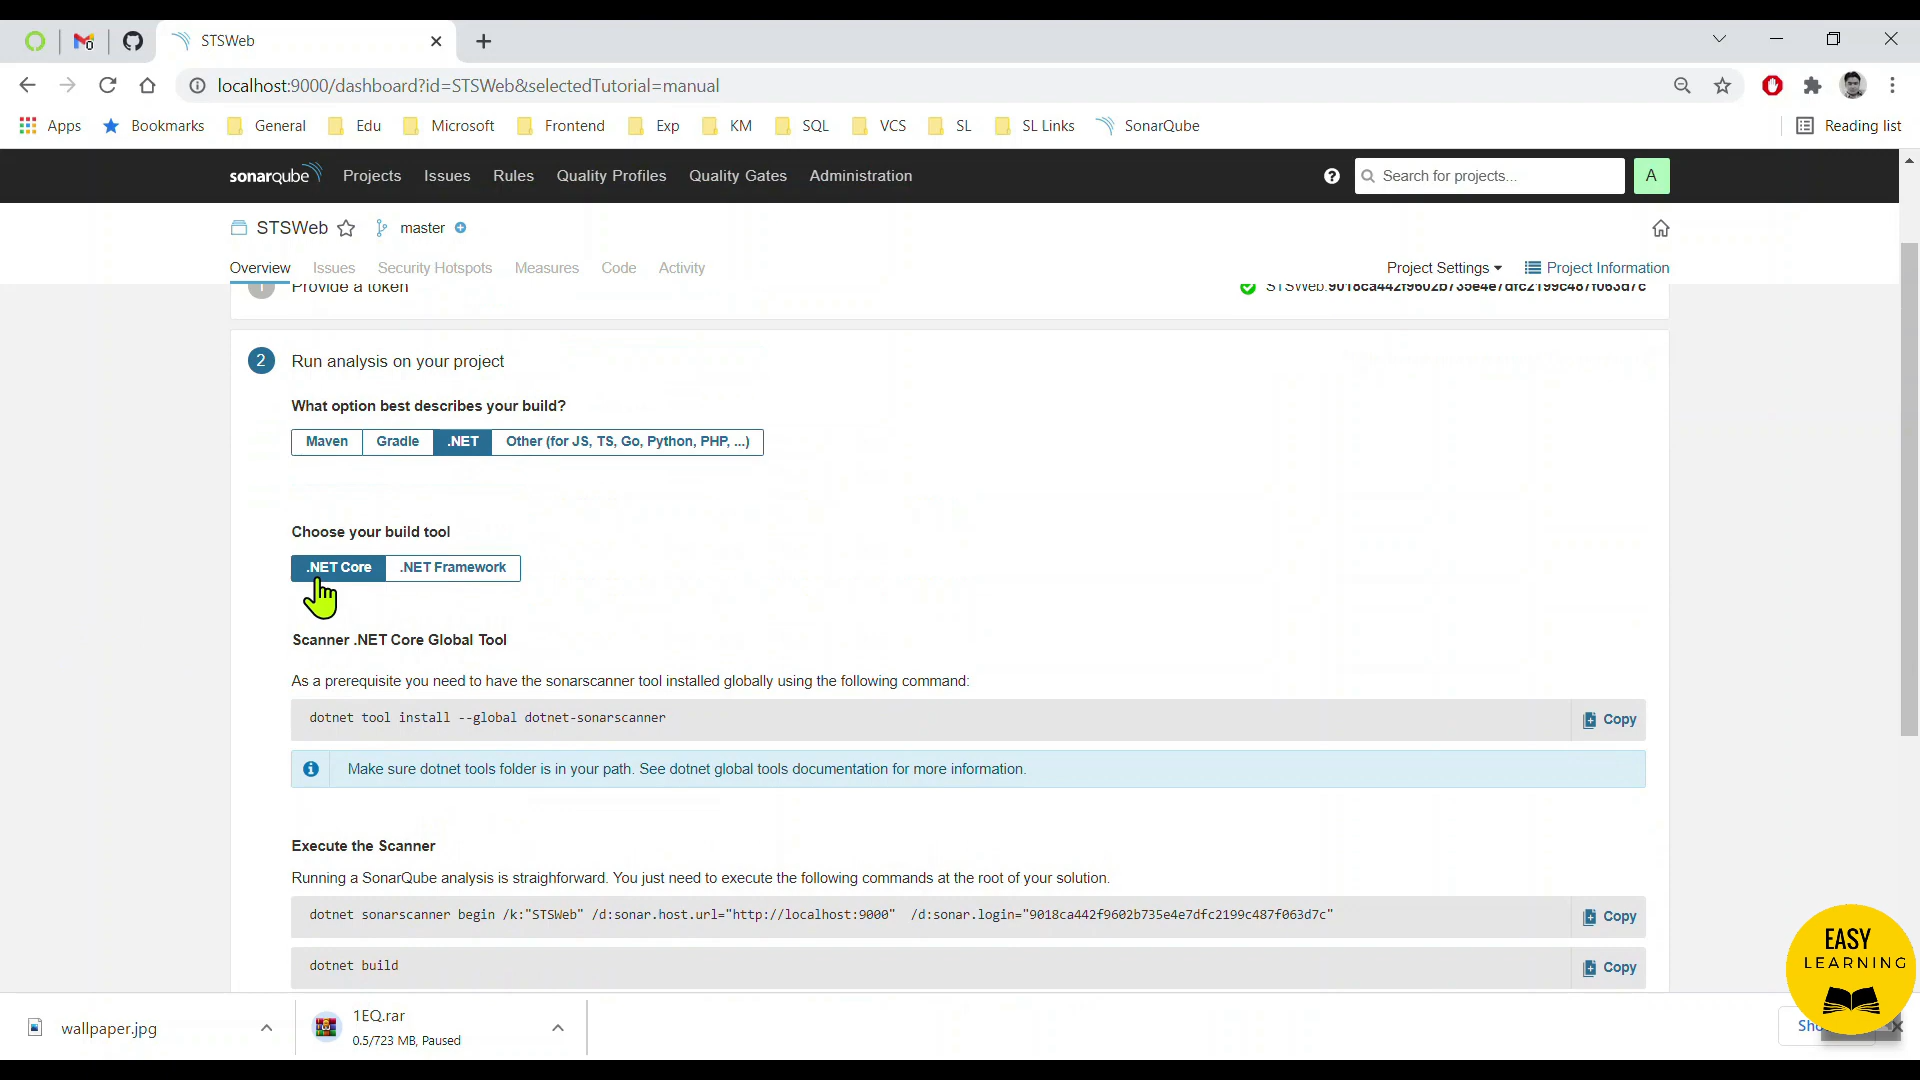 STSWeb
localhost:9000/dashboard?id=STSWeb&selectedTutorial=manual
Apps Bookmarks General Edu Microsoft Frontend Exp KM SQL VCS SL SL Links SonarQube Reading list
sonarqube Projects Issues Rules Quality Profiles Quality Gates Administration ? Search for projects... A
STSWeb master
Overview Issues Security Hotspots Measures Code Activity Project Settings Project Information
1 Provide a token STSWeb:9018ca442f9602b735e4e7dfc2199c487f063d7c
2 Run analysis on your project
What option best describes your build?
Maven Gradle .NET Other (for JS, TS, Go, Python, PHP, ...)
Choose your build tool
.NET Core .NET Framework
Scanner .NET Core Global Tool
As a prerequisite you need to have the sonarscanner tool installed globally using the following command:
dotnet tool install --global dotnet-sonarscanner Copy
Make sure dotnet tools folder is in your path. See dotnet global tools documentation for more information.
Execute the Scanner
Running a SonarQube analysis is straighforward. You just need to execute the following commands at the root of your solution.
dotnet sonarscanner begin /k:"STSWeb" /d:sonar.host.url="http://localhost:9000" /d:sonar.login="9018ca442f9602b735e4e7dfc2199c487f063d7c" Copy
dotnet build Copy
EASY
LEARNING
wallpaper.jpg
1EQ.rar
0.5/723 MB, Paused